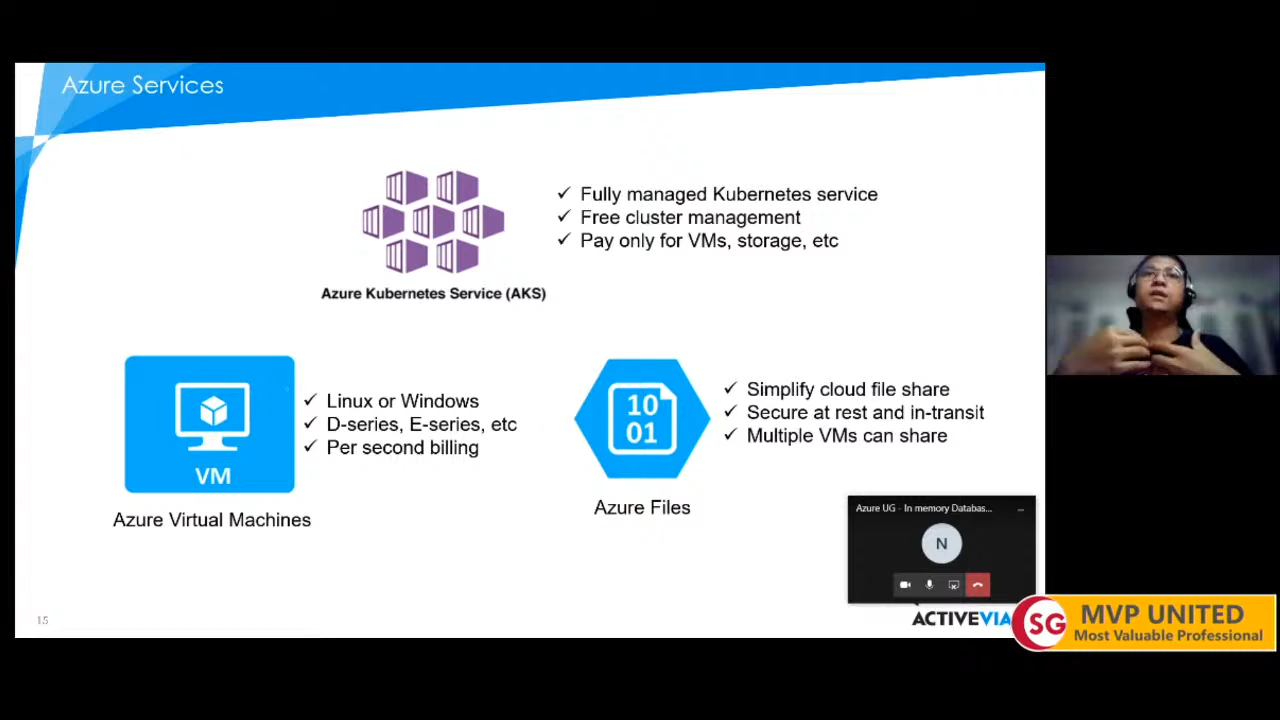 Azure Services
Fully managed Kubernetes service
Free cluster management
Pay only for VMs, storage, etc
Azure Kubernetes Service (AKS)
VM
Azure Virtual Machines
Linux or Windows
D-series, E-series, etc
Per second billing
10
01
Azure Files
Simplify cloud file share
Secure at rest and in-transit
Multiple VMs can share
Azure UG - In memory Databas...
N
15
ACTIVEVIA
SG
MVP UNITED
Most Valuable Professional